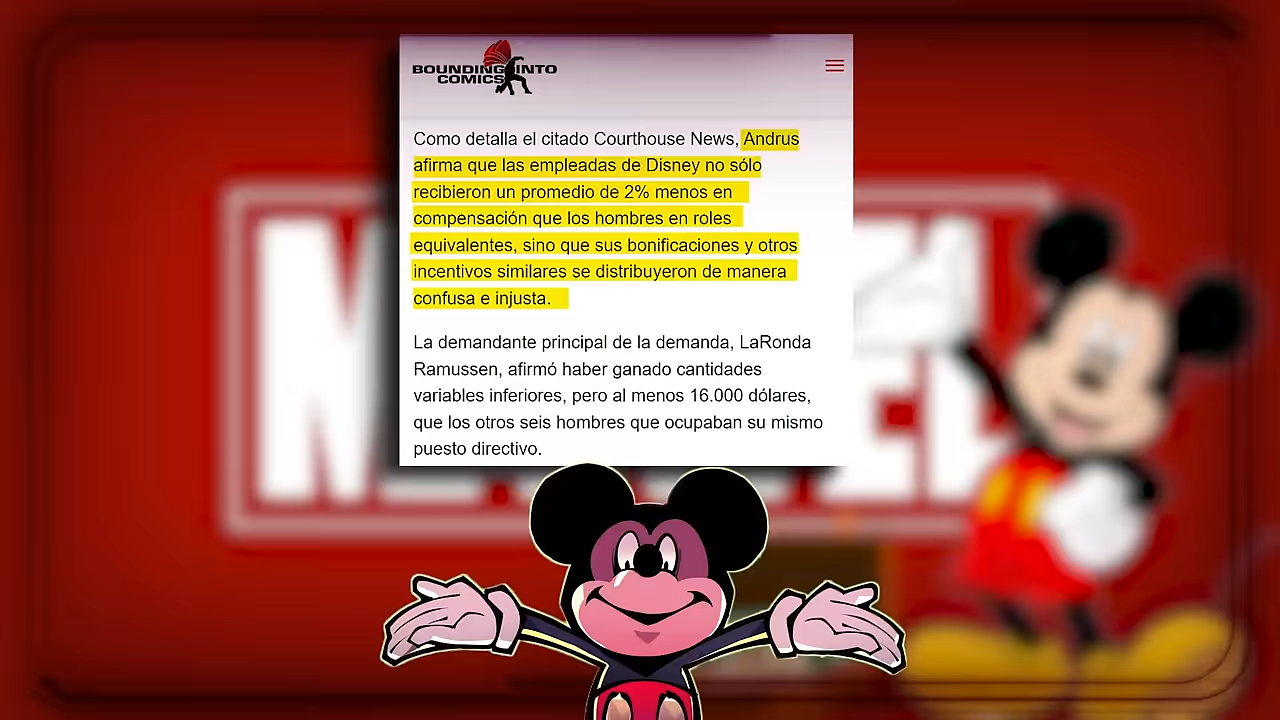 BOUNDING INTO
COMICS
Como detalla el citado Courthouse News, Andrus
afirma que las empleadas de Disney no sólo
recibieron un promedio de 2% menos en
compensación que los hombres en roles
equivalentes, sino que sus bonificaciones y otros
incentivos similares se distribuyeron de manera
confusa e injusta.
La demandante principal de la demanda, LaRonda
Ramussen, afirmó haber ganado cantidades
variables inferiores, pero al menos 16.000 dólares,
que los otros seis hombres que ocupaban su mismo
puesto directivo.